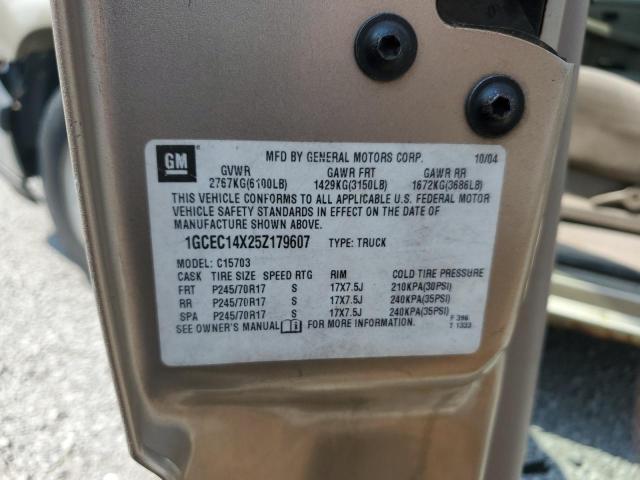 GM
MFD BY GENERAL MOTORS CORP. 10/04
GVWR GAWR FRT GAWR RR
2767KG(6100LB) 1429KG(3150LB) 1672KG(3686LB)
THIS VEHICLE CONFORMS TO ALL APPLICABLE U.S. FEDERAL MOTOR
VEHICLE SAFETY STANDARDS IN EFFECT ON THE DATE OF
MANUFACTURE SHOWN ABOVE.
1GCEC14X25Z179607 TYPE: TRUCK
MODEL: C15703
CASK TIRE SIZE SPEED RTG RIM COLD TIRE PRESSURE
FRT P245/70R17 S 17X7.5J 210KPA(30PSI)
RR P245/70R17 S 17X7.5J 240KPA(35PSI)
SPA P245/70R17 S 17X7.5J 240KPA(35PSI)
SEE OWNER'S MANUAL FOR MORE INFORMATION.
F 396
T 1333